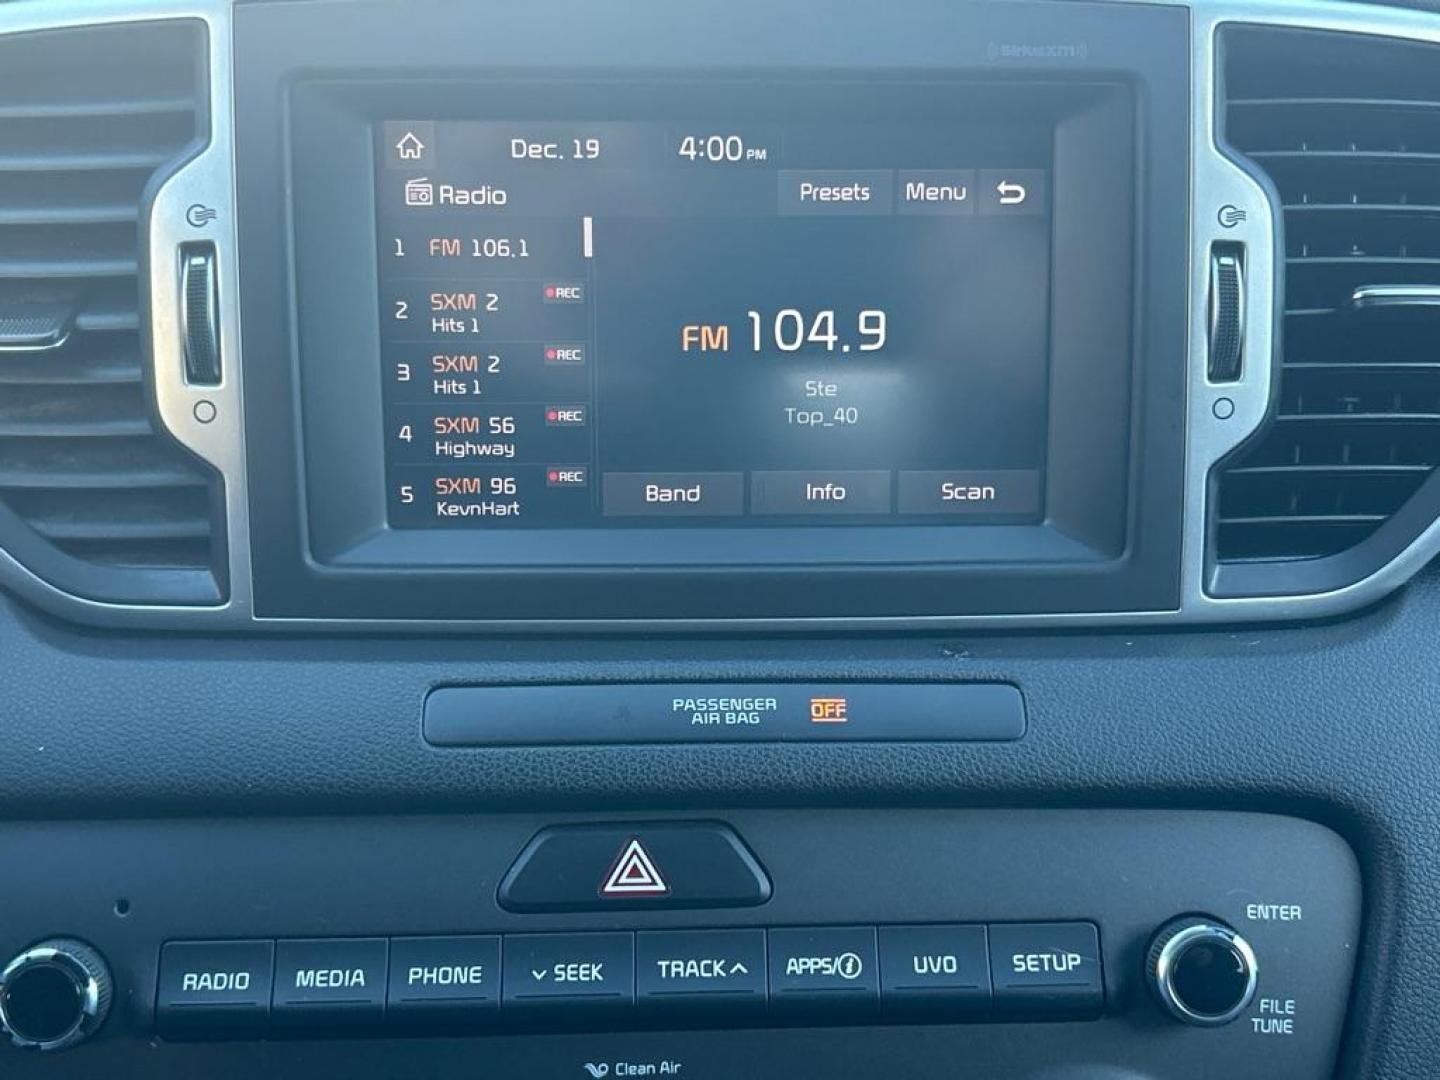 SiriusXM
Dec. 19 4:00 PM
Radio Presets Menu
1 FM 106.1
2 SXM 2 REC
Hits 1
3 SXM 2 REC
Hits 1
4 SXM 56 REC
Highway
5 SXM 96 REC
KevnHart
FM 104.9
Ste
Top_40
Band Info Scan
PASSENGER
AIR BAG OFF
ENTER
RADIO MEDIA PHONE SEEK TRACK APPS/i UVO SETUP
FILE
TUNE
Clean Air